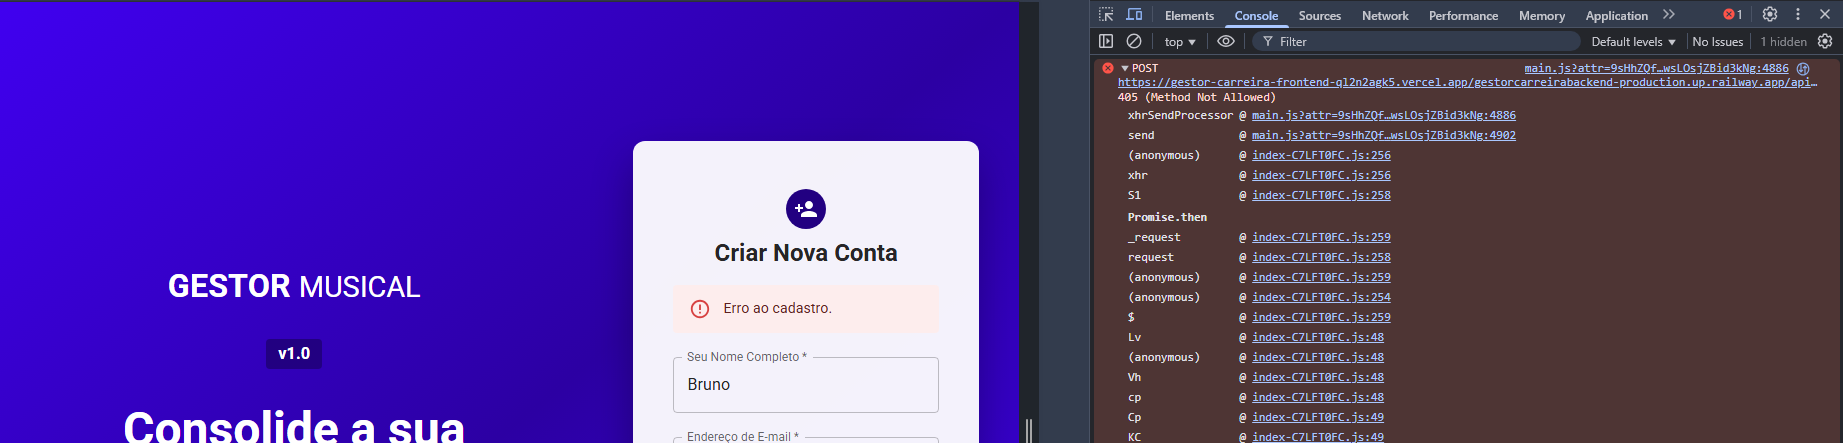 GESTOR MUSICAL
v1.0
Consolide a sua
Criar Nova Conta
Erro ao cadastro.
Seu Nome Completo *
Bruno
Endereço de E-mail *
Elements Console Sources Network Performance Memory Application 1
top Filter Default levels No Issues 1 hidden
POST main.js?attr=9sHhZQf…wsLOsjZBid3kNg:4886
https://gestor-carreira-frontend-ql2n2agk5.vercel.app/gestorcarreirabackend-production.up.railway.app/api…
405 (Method Not Allowed)
xhrSendProcessor @ main.js?attr=9sHhZQf…wsLOsjZBid3kNg:4886
send @ main.js?attr=9sHhZQf…wsLOsjZBid3kNg:4902
(anonymous) @ index-C7LFT0FC.js:256
xhr @ index-C7LFT0FC.js:256
S1 @ index-C7LFT0FC.js:258
Promise.then
_request @ index-C7LFT0FC.js:259
request @ index-C7LFT0FC.js:258
(anonymous) @ index-C7LFT0FC.js:259
(anonymous) @ index-C7LFT0FC.js:254
$ @ index-C7LFT0FC.js:259
Lv @ index-C7LFT0FC.js:48
(anonymous) @ index-C7LFT0FC.js:48
Vh @ index-C7LFT0FC.js:48
cp @ index-C7LFT0FC.js:48
Cp @ index-C7LFT0FC.js:49
KC @ index-C7LFT0FC.js:49